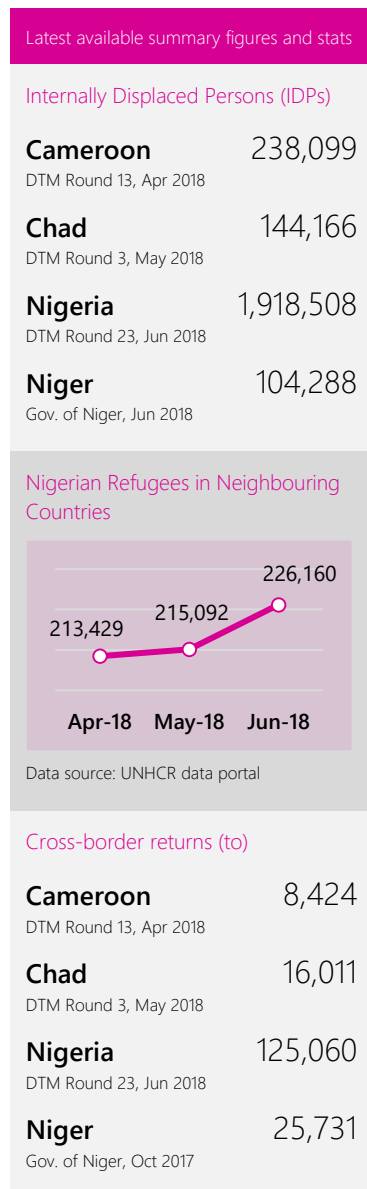 Latest available summary figures and stats
Internally Displaced Persons (IDPs)
Cameroon 238,099
DTM Round 13, Apr 2018
Chad 144,166
DTM Round 3, May 2018
Nigeria 1,918,508
DTM Round 23, Jun 2018
Niger 104,288
Gov. of Niger, Jun 2018
Nigerian Refugees in Neighbouring
Countries
226,160
215,092
213,429
Apr-18 May-18 Jun-18
Data source: UNHCR data portal
Cross-border returns (to)
Cameroon 8,424
DTM Round 13, Apr 2018
Chad 16,011
DTM Round 3, May 2018
Nigeria 125,060
DTM Round 23, Jun 2018
Niger 25,731
Gov. of Niger, Oct 2017